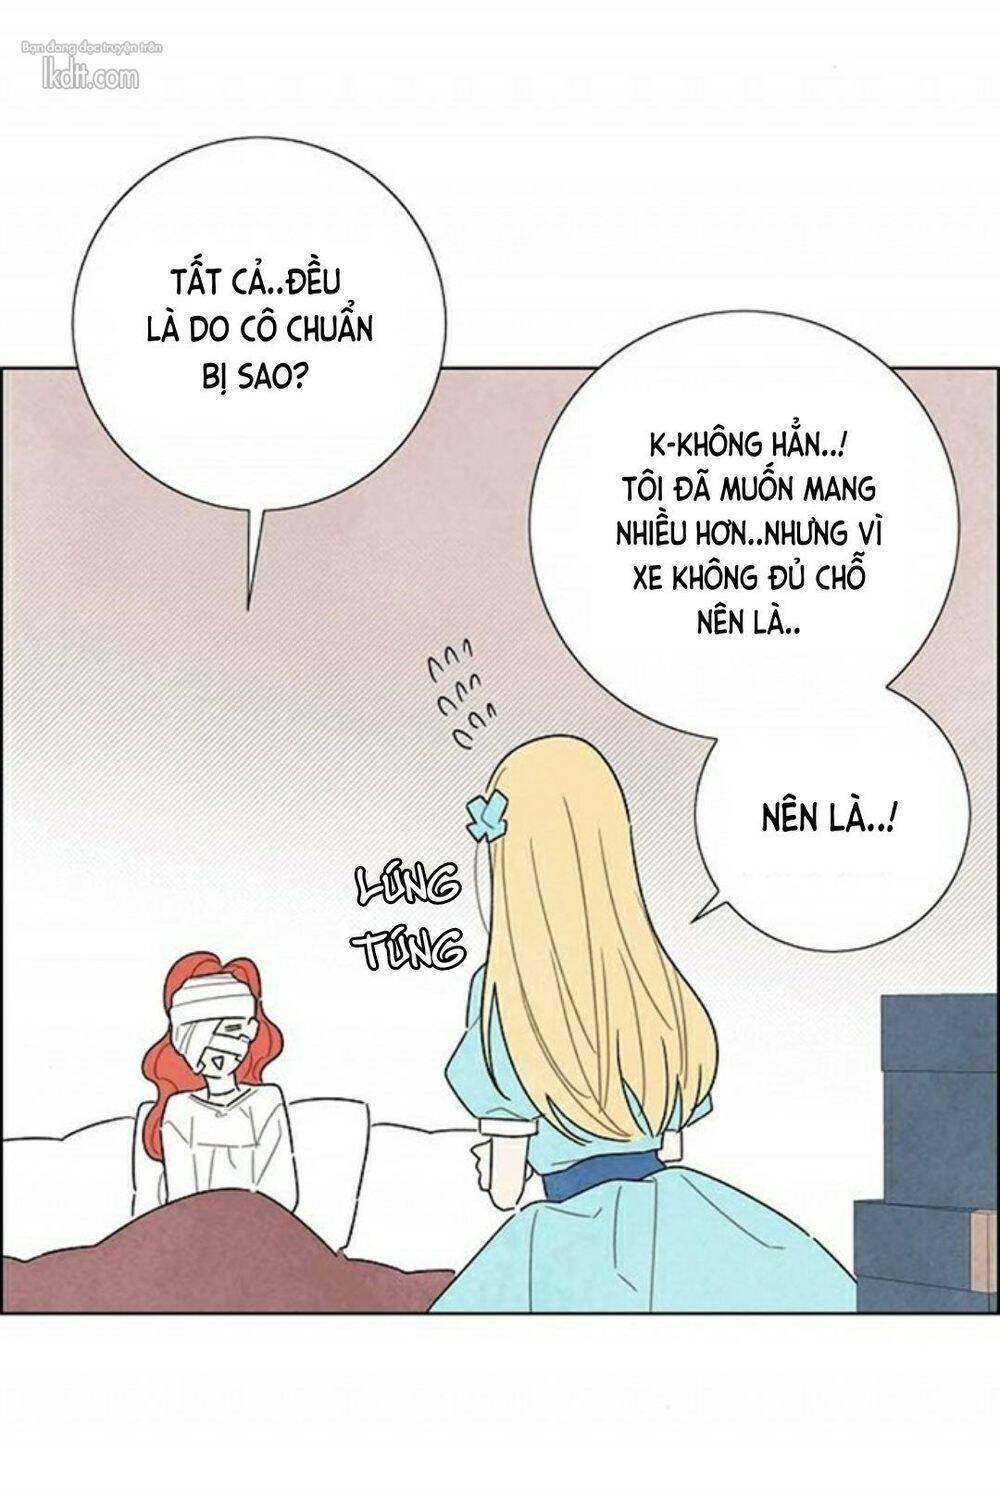 Bạn đang đọc truyện trên
lkdtt.com
TẤT CẢ..ĐỀU
LÀ DO CÔ CHUẨN
BỊ SAO?
K-KHÔNG HẲN..!
TÔI ĐÃ MUỐN MANG
NHIỀU HƠN..NHƯNG VÌ
XE KHÔNG ĐỦ CHỖ
NÊN LÀ..
NÊN LÀ..!
LÚNG
TÚNG